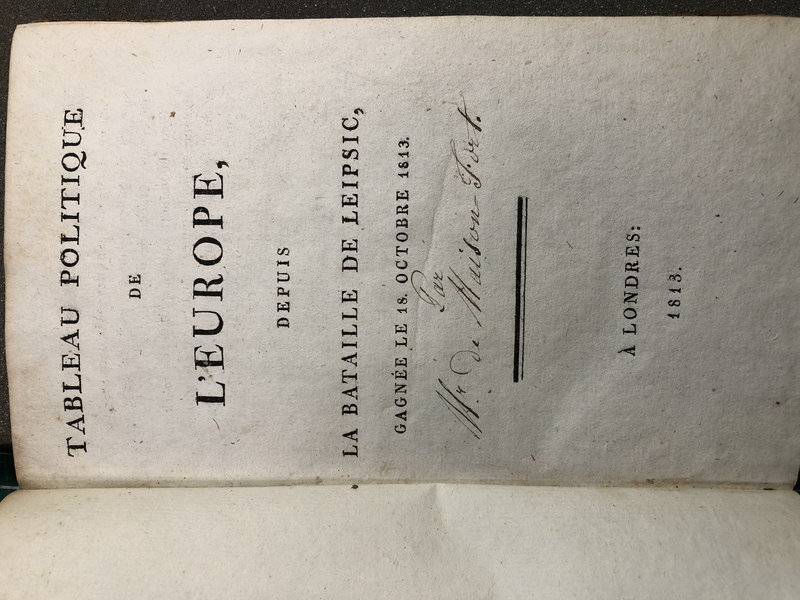 TABLEAU POLITIQUE
DE
L'EUROPE,
DEPUIS
LA BATAILLE DE LEIPSIC,
GAGNÉE LE 18. OCTOBRE 1813.
Par
Mr de Maison-Fort.
À LONDRES:
1813.